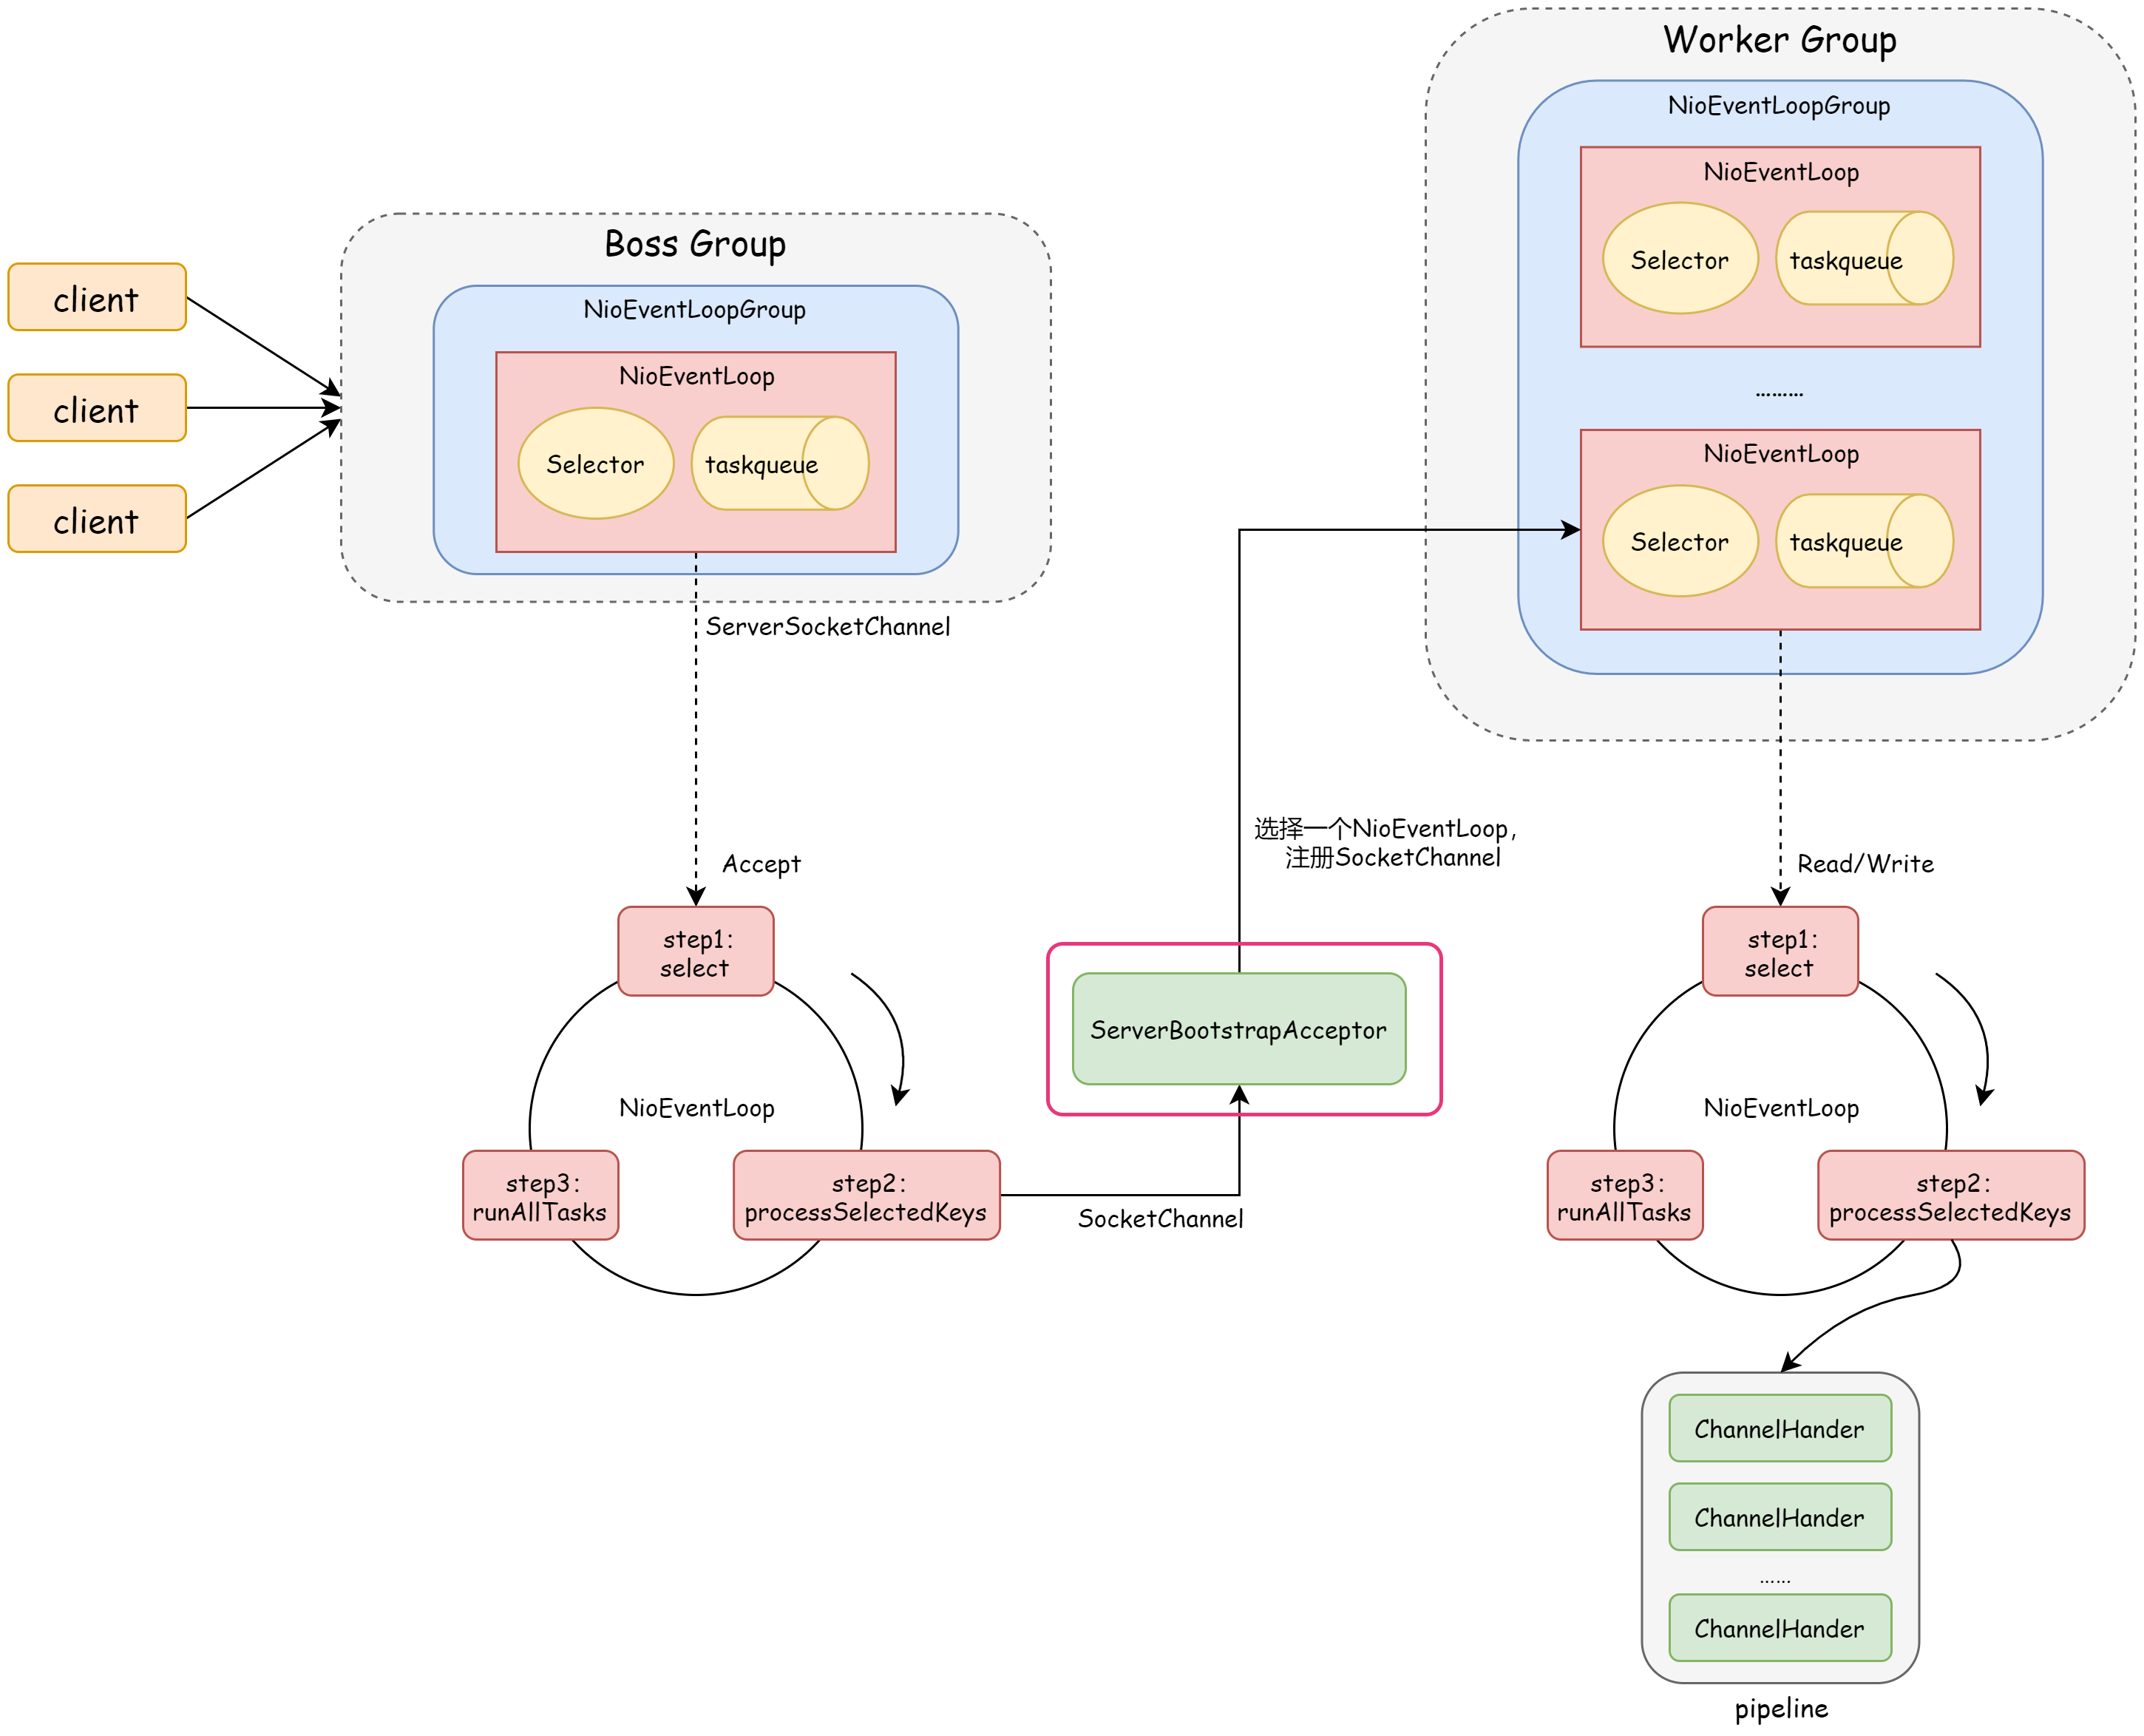 Worker Group
NioEventLoopGroup
NioEventLoop
Selector
taskqueue
………
NioEventLoop
Selector
taskqueue
Boss Group
NioEventLoopGroup
NioEventLoop
Selector
taskqueue
client
client
client
ServerSocketChannel
Accept
选择一个NioEventLoop，
注册SocketChannel
Read/Write
step1：
select
NioEventLoop
step3：
runAllTasks
step2：
processSelectedKeys
ServerBootstrapAcceptor
SocketChannel
step1：
select
NioEventLoop
step3：
runAllTasks
step2：
processSelectedKeys
ChannelHander
ChannelHander
……
ChannelHander
pipeline